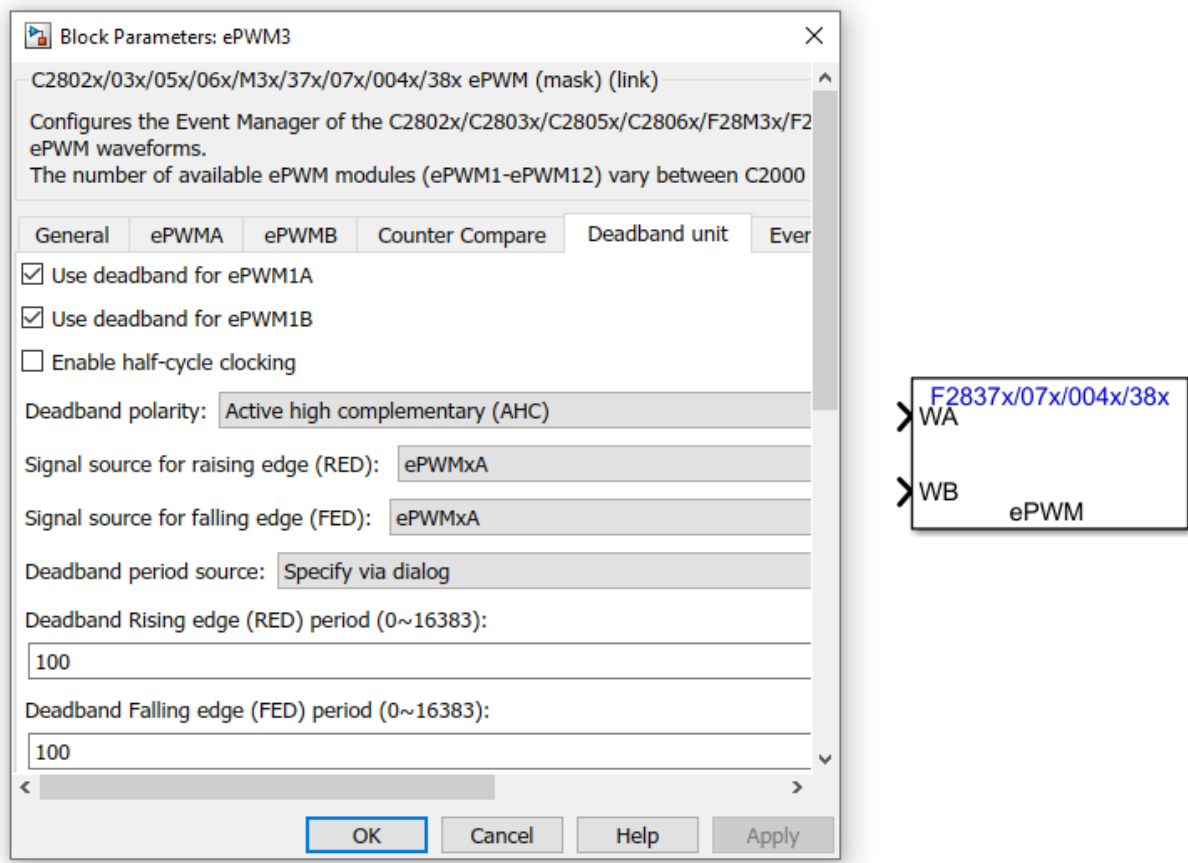 Block Parameters: ePWM3
C2802x/03x/05x/06x/M3x/37x/07x/004x/38x ePWM (mask) (link)
Configures the Event Manager of the C2802x/C2803x/C2805x/C2806x/F28M3x/F2
ePWM waveforms.
The number of available ePWM modules (ePWM1-ePWM12) vary between C2000
General ePWMA ePWMB Counter Compare Deadband unit Ever
Use deadband for ePWM1A
Use deadband for ePWM1B
Enable half-cycle clocking
Deadband polarity: Active high complementary (AHC)
Signal source for raising edge (RED): ePWMxA
Signal source for falling edge (FED): ePWMxA
Deadband period source: Specify via dialog
Deadband Rising edge (RED) period (0~16383):
100
Deadband Falling edge (FED) period (0~16383):
100
OK Cancel Help Apply
F2837x/07x/004x/38x
WA
WB
ePWM